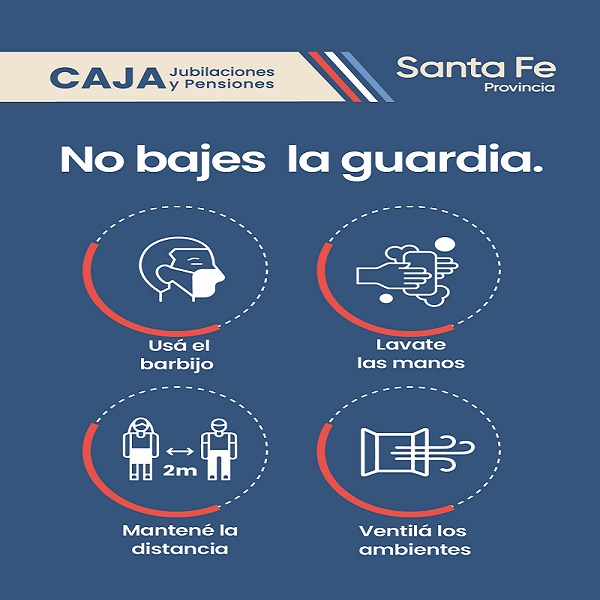 CAJA Jubilaciones
y Pensiones
Santa Fe
Provincia
No bajes la guardia.
Usá el
barbijo
Lavate
las manos
2m
Mantené la
distancia
Ventilá los
ambientes